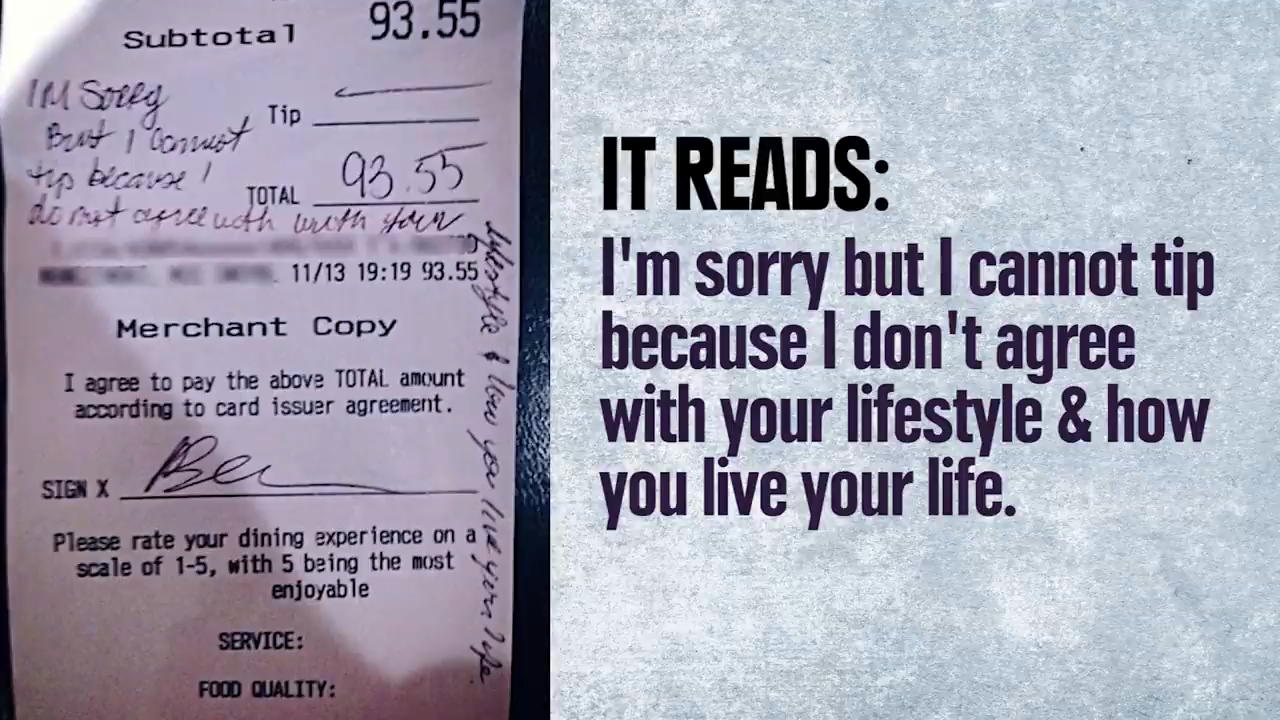 Subtotal 93.55
IM Sorry
But I cannot
tip because I
do not agree with with your
lifestyle & how you live your life.
Tip
TOTAL 93.55
11/13 19:19 93.55
Merchant Copy
I agree to pay the above TOTAL amount
according to card issuer agreement.
SIGN X
Please rate your dining experience on a
scale of 1-5, with 5 being the most
enjoyable
SERVICE:
FOOD QUALITY:
IT READS:
I'm sorry but I cannot tip
because I don't agree
with your lifestyle & how
you live your life.